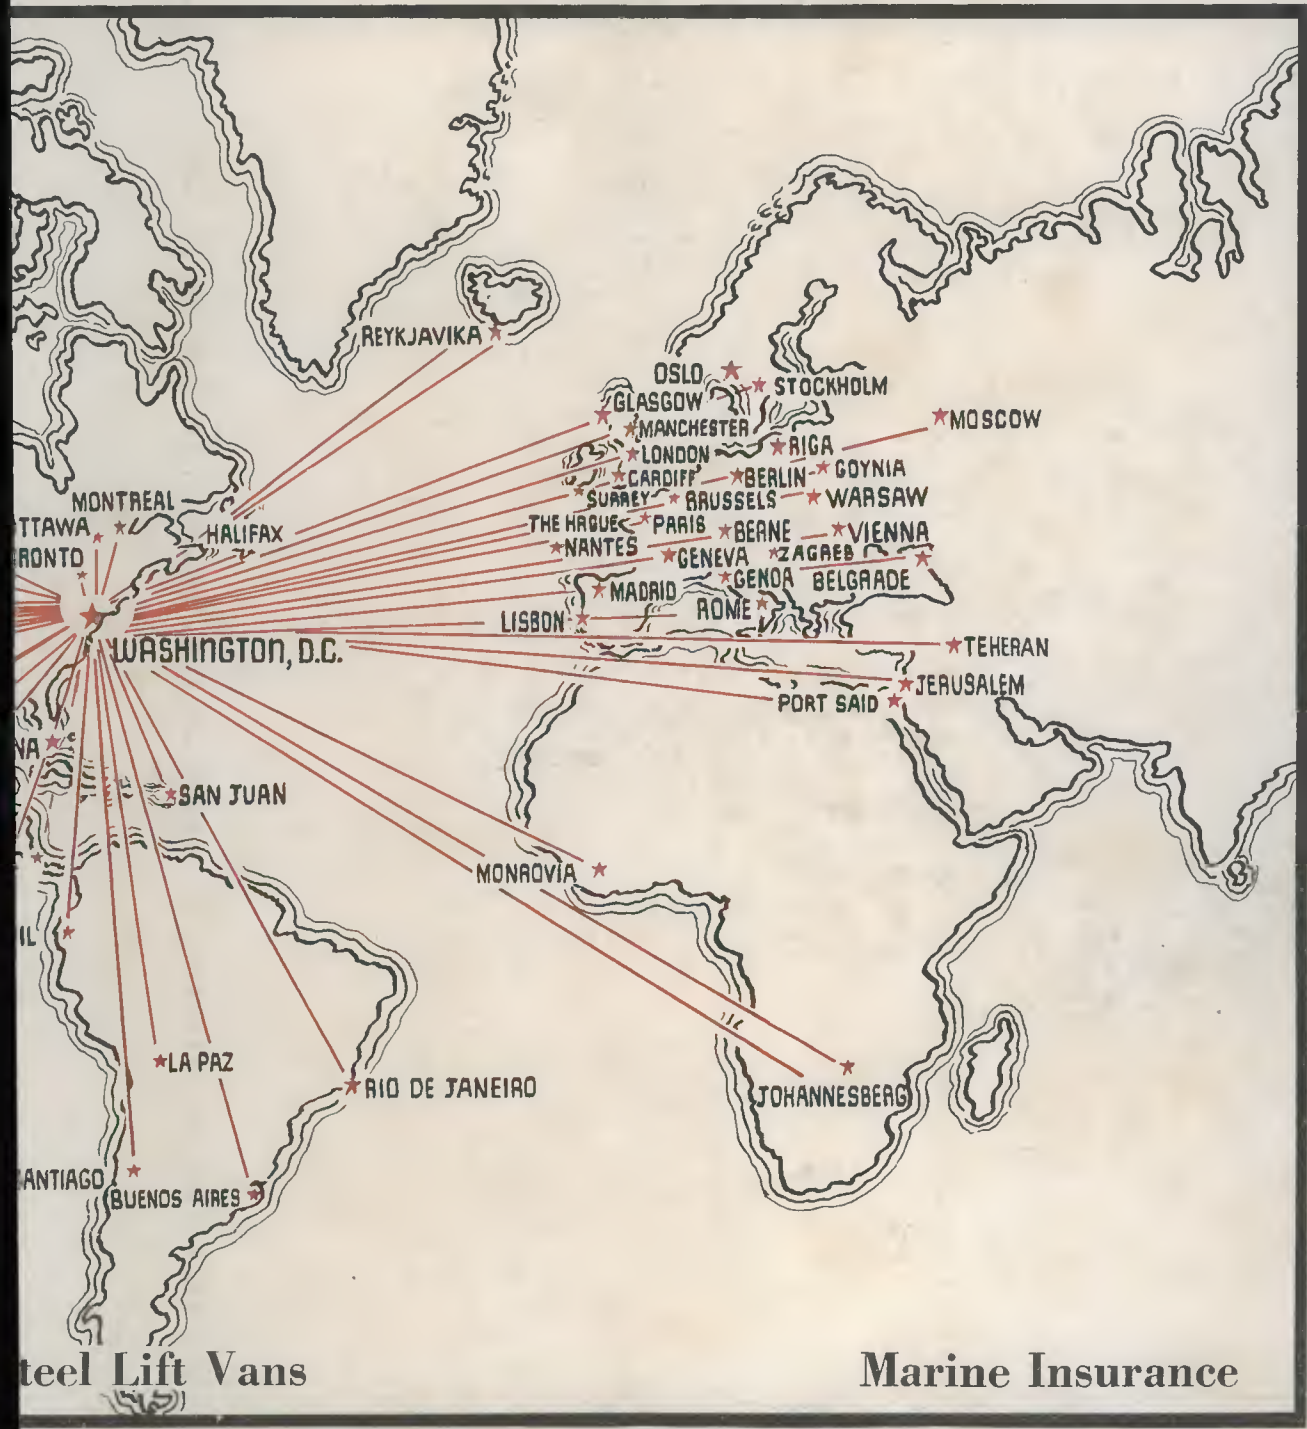 REYKJAVIKA
OSLO
STOCKHOLM
GLASGOW
MOSCOW
MANCHESTER
RIGA
LONDON
GDYNIA
CARDIFF
BERLIN
MONTREAL
SURREY
BRUSSELS
WARSAW
TTAWA
HALIFAX
THE HAGUE
PARIS
BERNE
VIENNA
RONTO
NANTES
GENEVA
ZAGREB
GENOA
BELGRADE
MADRID
ROME
LISBON
WASHINGTON, D.C.
TEHERAN
JERUSALEM
PORT SAID
NA
SAN JUAN
MONROVIA
IL
LA PAZ
RIO DE JANEIRO
JOHANNESBERG
ANTIAGO
BUENOS AIRES
teel Lift Vans
Marine Insurance